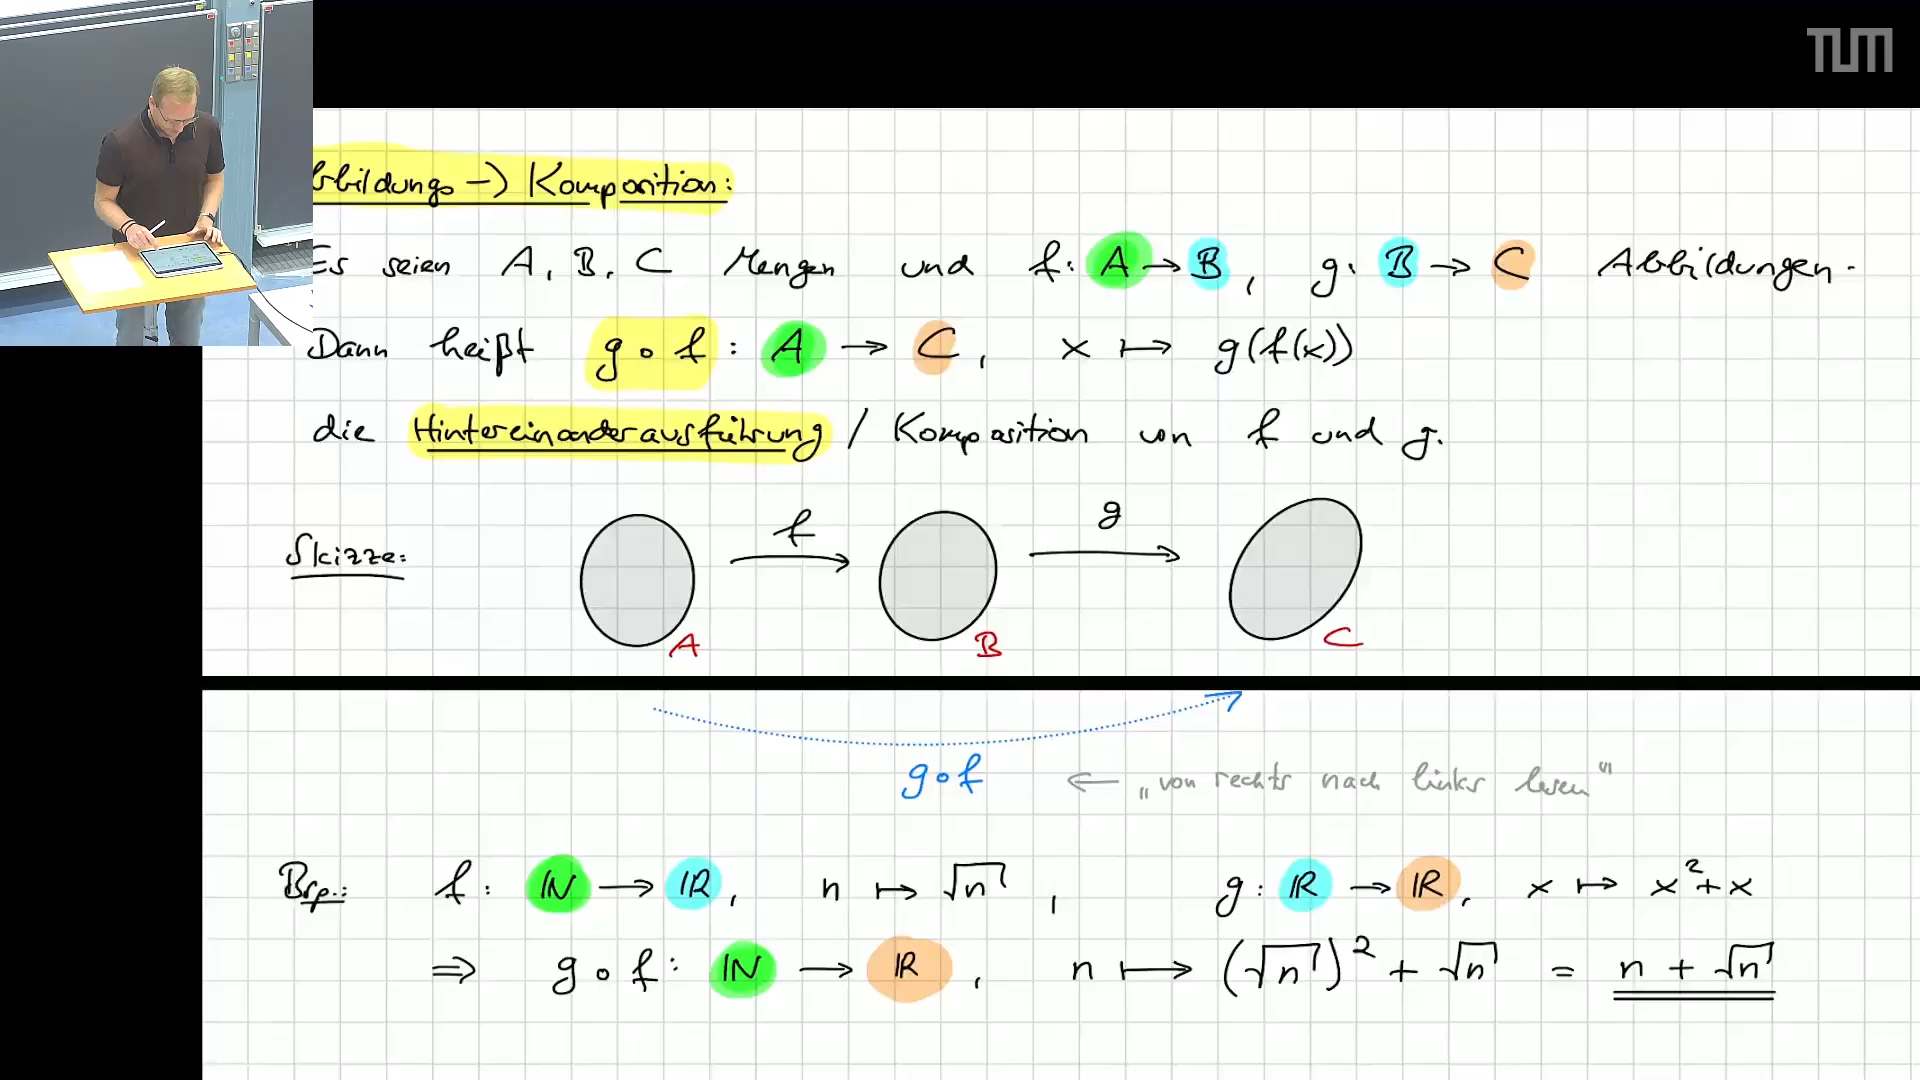 TUM
bbildungs -> Komposition:
Es seien A, B, C Mengen und f: A → B, g: B → C Abbildungen.
Dann heißt g ∘ f : A → C, x ↦ g(f(x))
die Hintereinanderausführung / Komposition von f und g.
Skizze:
f
g
A
B
C
g∘f ← „von rechts nach links lesen"
Bsp.: f: ℕ → ℝ, n ↦ √n, g: ℝ → ℝ, x ↦ x² + x
⇒ g ∘ f: ℕ → ℝ, n ↦ (√n)² + √n = n + √n